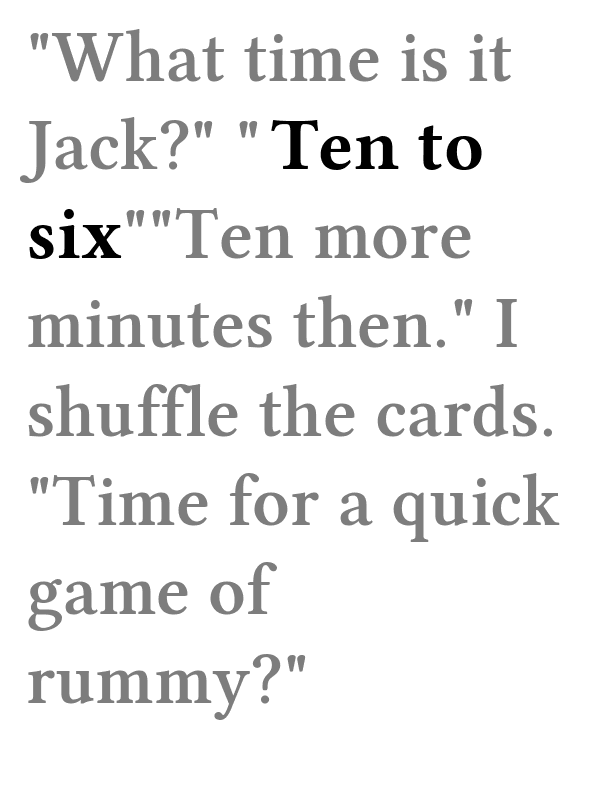 "What time is it
Jack?" "Ten to
six""Ten more
minutes then." I
shuffle the cards.
"Time for a quick
game of
rummy?"